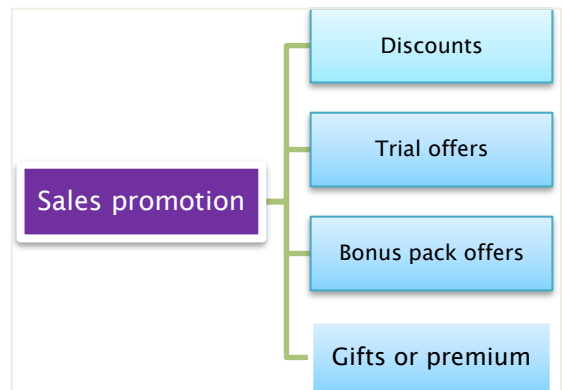 Discounts
Trial offers
Sales promotion
Bonus pack offers
Gifts or premium